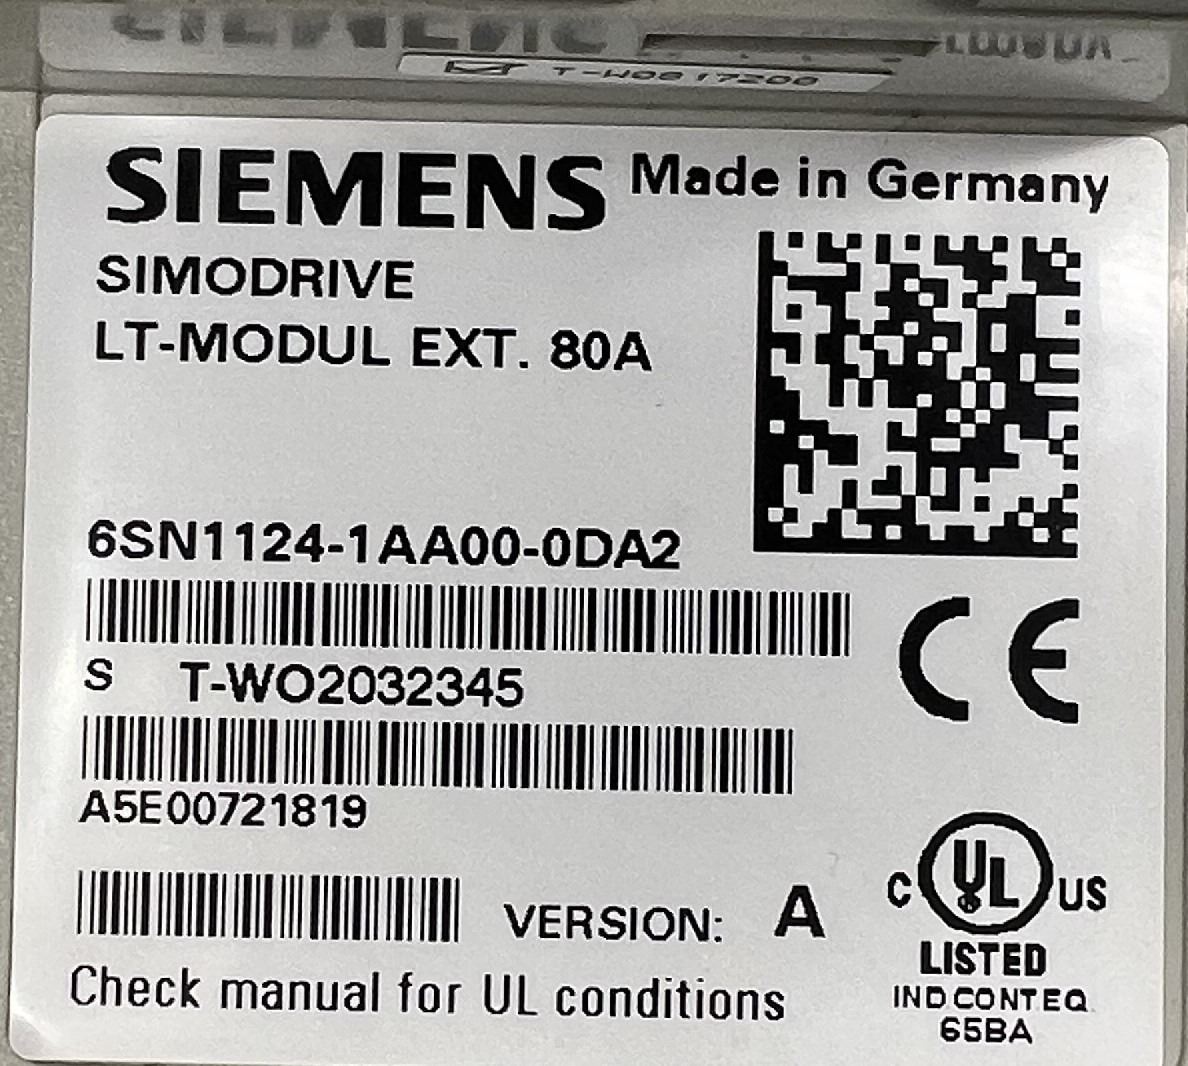 T-W0817208
SIEMENS Made in Germany
SIMODRIVE
LT-MODUL EXT. 80A
6SN1124-1AA00-0DA2
S T-WO2032345
A5E00721819
VERSION: A
C UL US
LISTED
IND.CONT.EQ.
65BA
Check manual for UL conditions